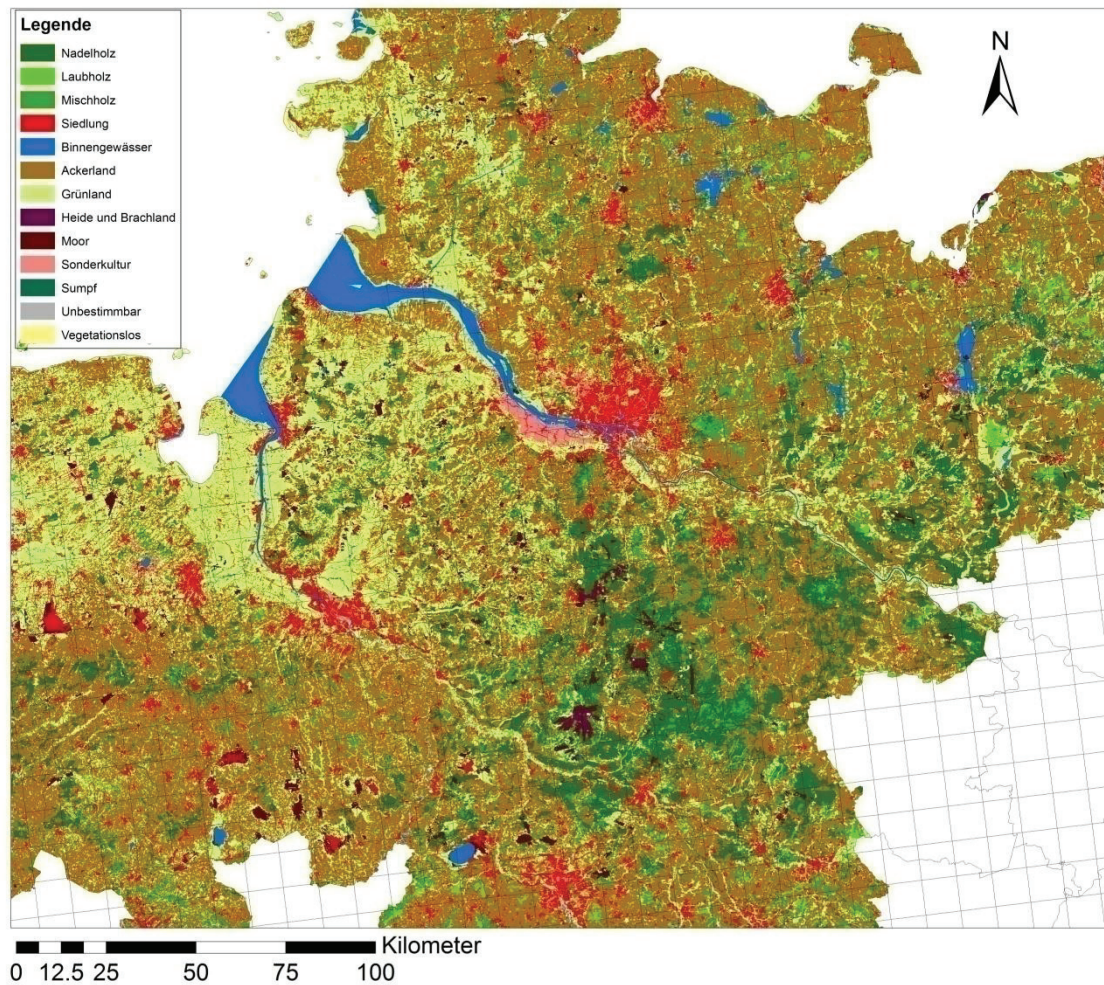 Legende
Nadelholz
Laubholz
Mischholz
Siedlung
Binnengewässer
Ackerland
Grünland
Heide und Brachland
Moor
Sonderkultur
Sumpf
Unbestimmbar
Vegetationslos
N
Kilometer
0 12.5 25 50 75 100